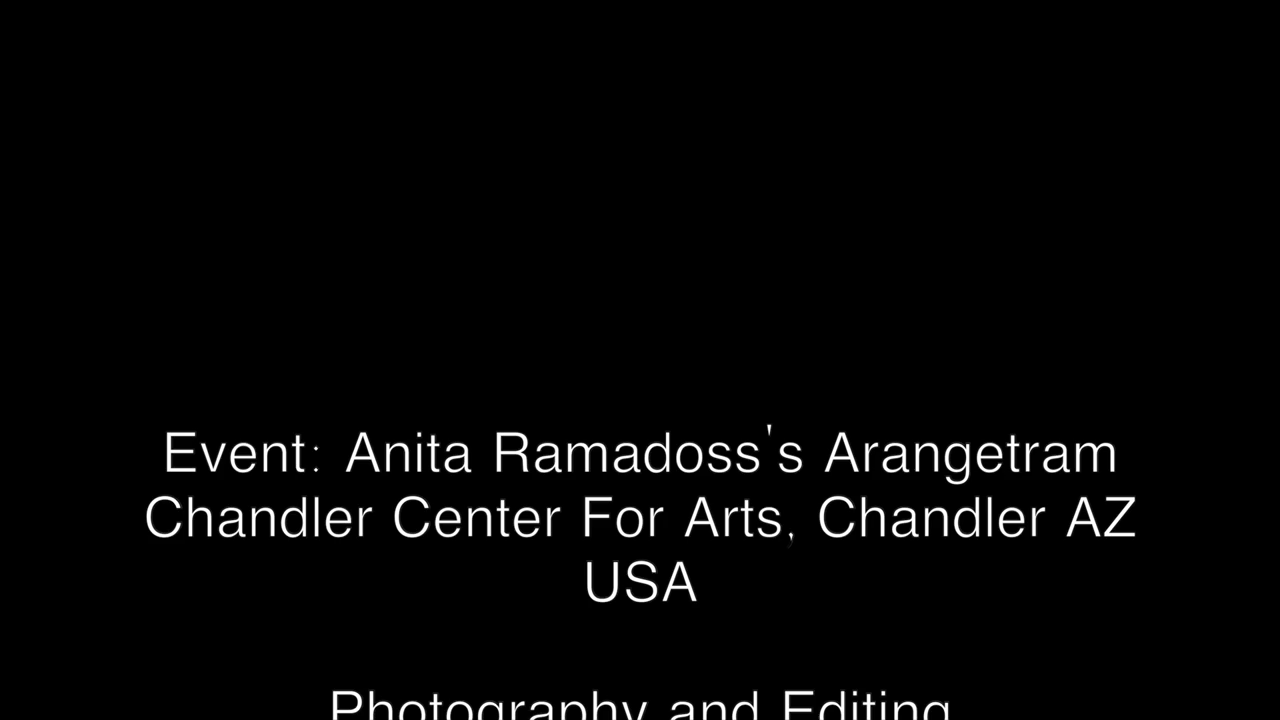 Event: Anita Ramadoss's Arangetram
Chandler Center For Arts, Chandler AZ
USA
Photography and Editing